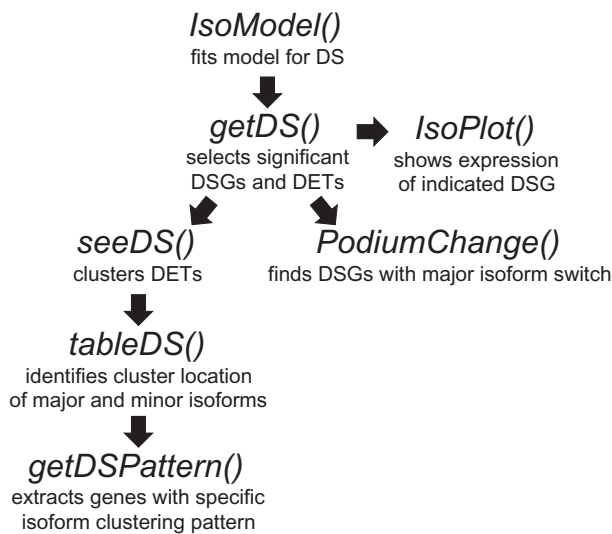 IsoModel()
fits model for DS
getDS()
selects significant
DSGs and DETs
IsoPlot()
shows expression
of indicated DSG
seeDS()
clusters DETs
PodiumChange()
finds DSGs with major isoform switch
tableDS()
identifies cluster location
of major and minor isoforms
getDSPattern()
extracts genes with specific
isoform clustering pattern